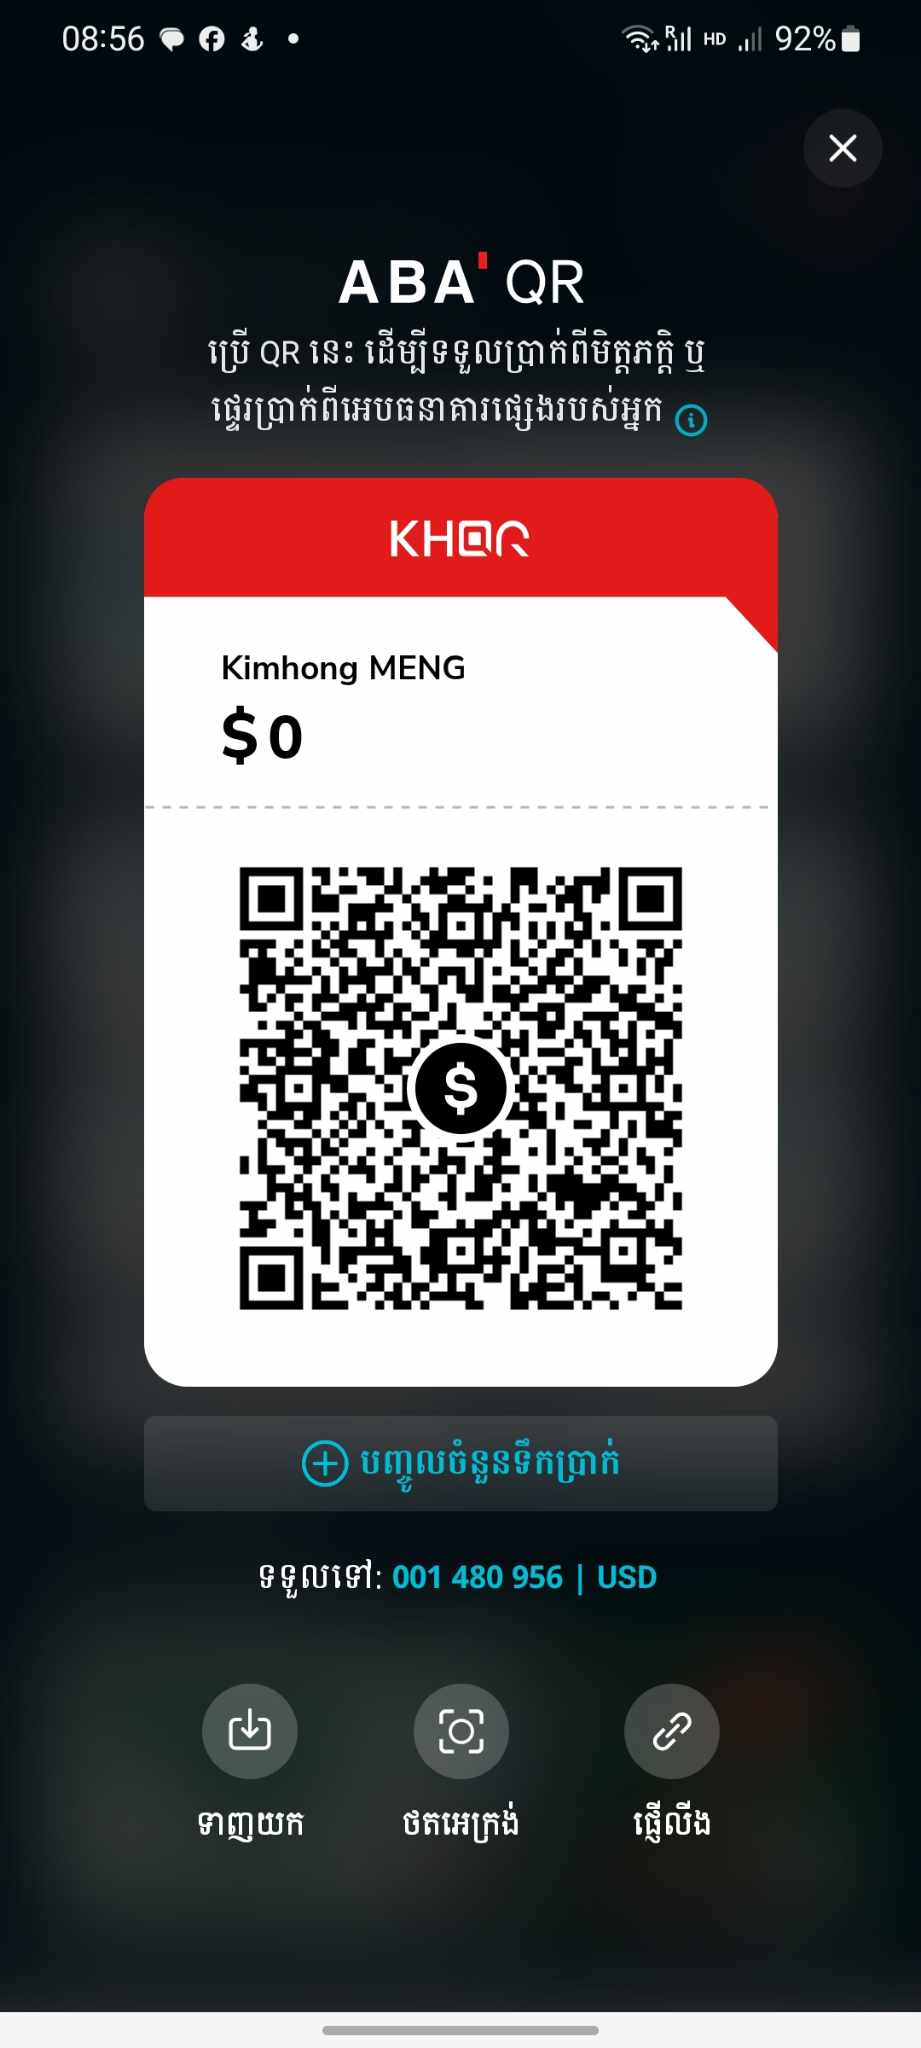 08:56
HD 92%
ABA' QR
ប្រើ QR នេះ ដើម្បីទទួលប្រាក់ពីមិត្តភក្តិ ឬ
ផ្ទេរប្រាក់ពីអេបធនាគារផ្សេងរបស់អ្នក
KHQR
Kimhong MENG
$ 0
$
បញ្ចូលចំនួនទឹកប្រាក់
ទទួលទៅ: 001 480 956 | USD
ទាញយក ថតអេក្រង់ ផ្ញើលីង